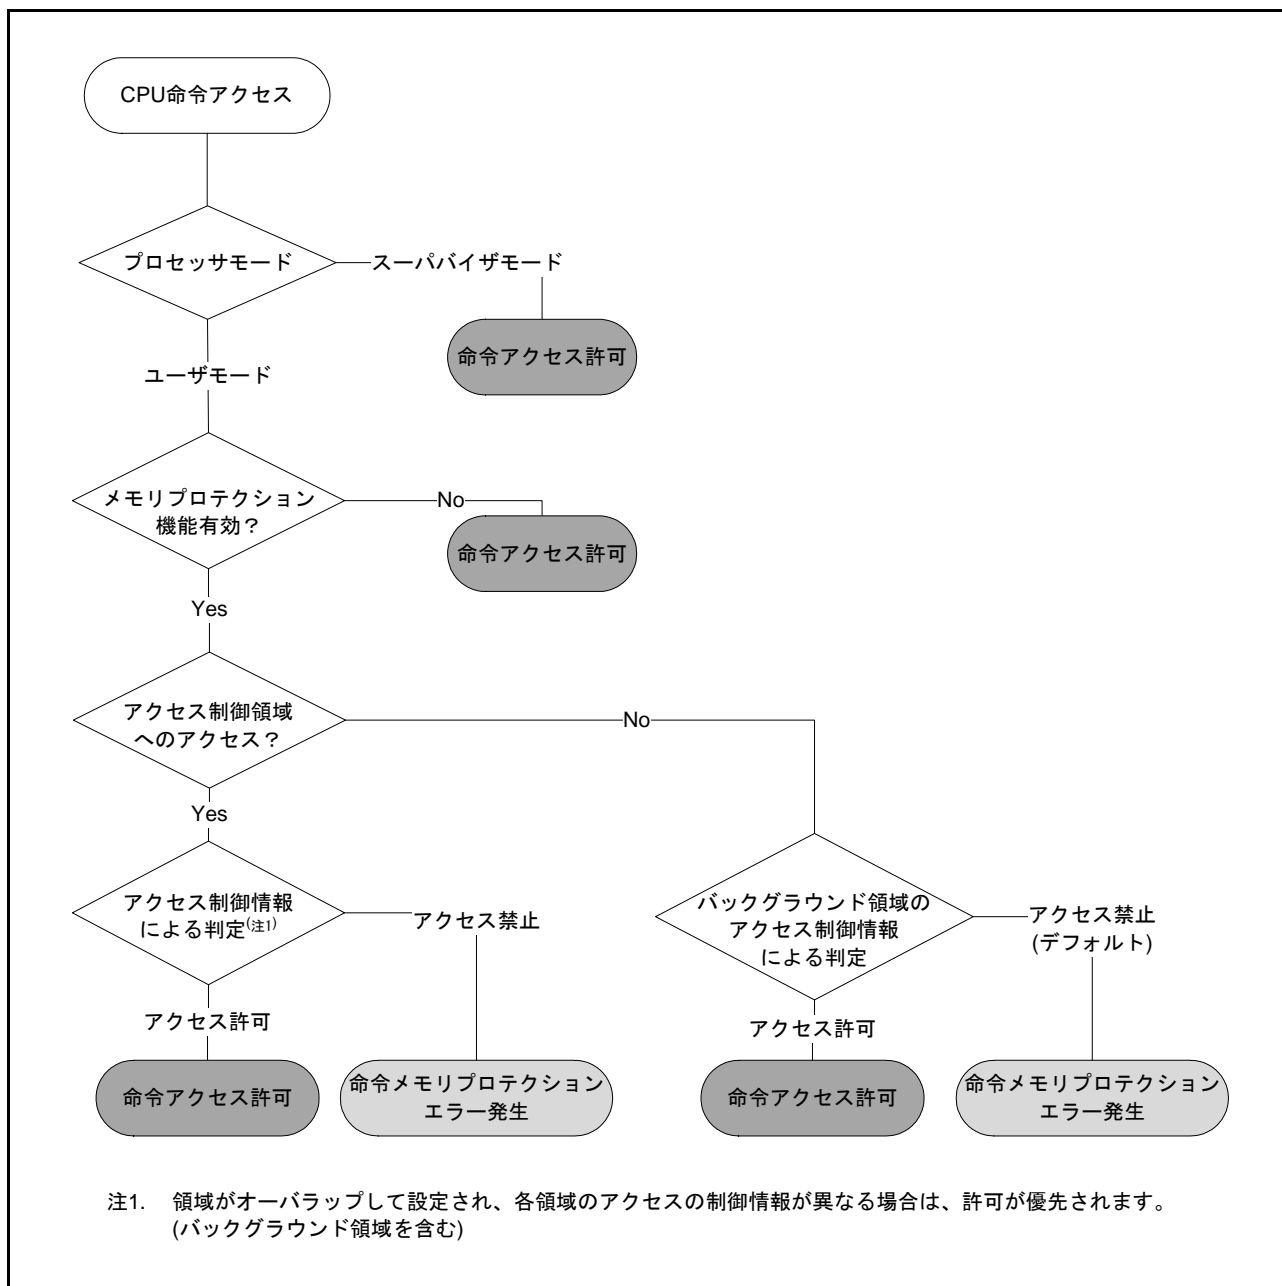 CPU命令アクセス
プロセッサモード
スーパバイザモード
命令アクセス許可
ユーザモード
メモリプロテクション
機能有効？
No
命令アクセス許可
Yes
アクセス制御領域
へのアクセス？
No
Yes
アクセス制御情報
による判定(注1)
アクセス禁止
バックグラウンド領域の
アクセス制御情報
による判定
アクセス禁止
(デフォルト)
アクセス許可
アクセス許可
命令アクセス許可
命令メモリプロテクション
エラー発生
命令アクセス許可
命令メモリプロテクション
エラー発生
注1. 領域がオーバラップして設定され、各領域のアクセスの制御情報が異なる場合は、許可が優先されます。
(バックグラウンド領域を含む)